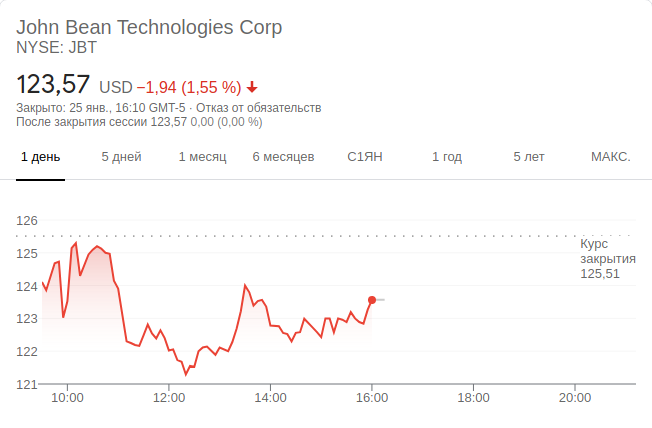 John Bean Technologies Corp
NYSE: JBT
123,57 USD −1,94 (1,55 %)
Закрыто: 25 янв., 16:10 GMT-5 · Отказ от обязательств
После закрытия сессии 123,57 0,00 (0,00 %)
1 день 5 дней 1 месяц 6 месяцев С1ЯН 1 год 5 лет МАКС.
126
125
124
123
122
121
Курс
закрытия
125,51
10:00 12:00 14:00 16:00 18:00 20:00